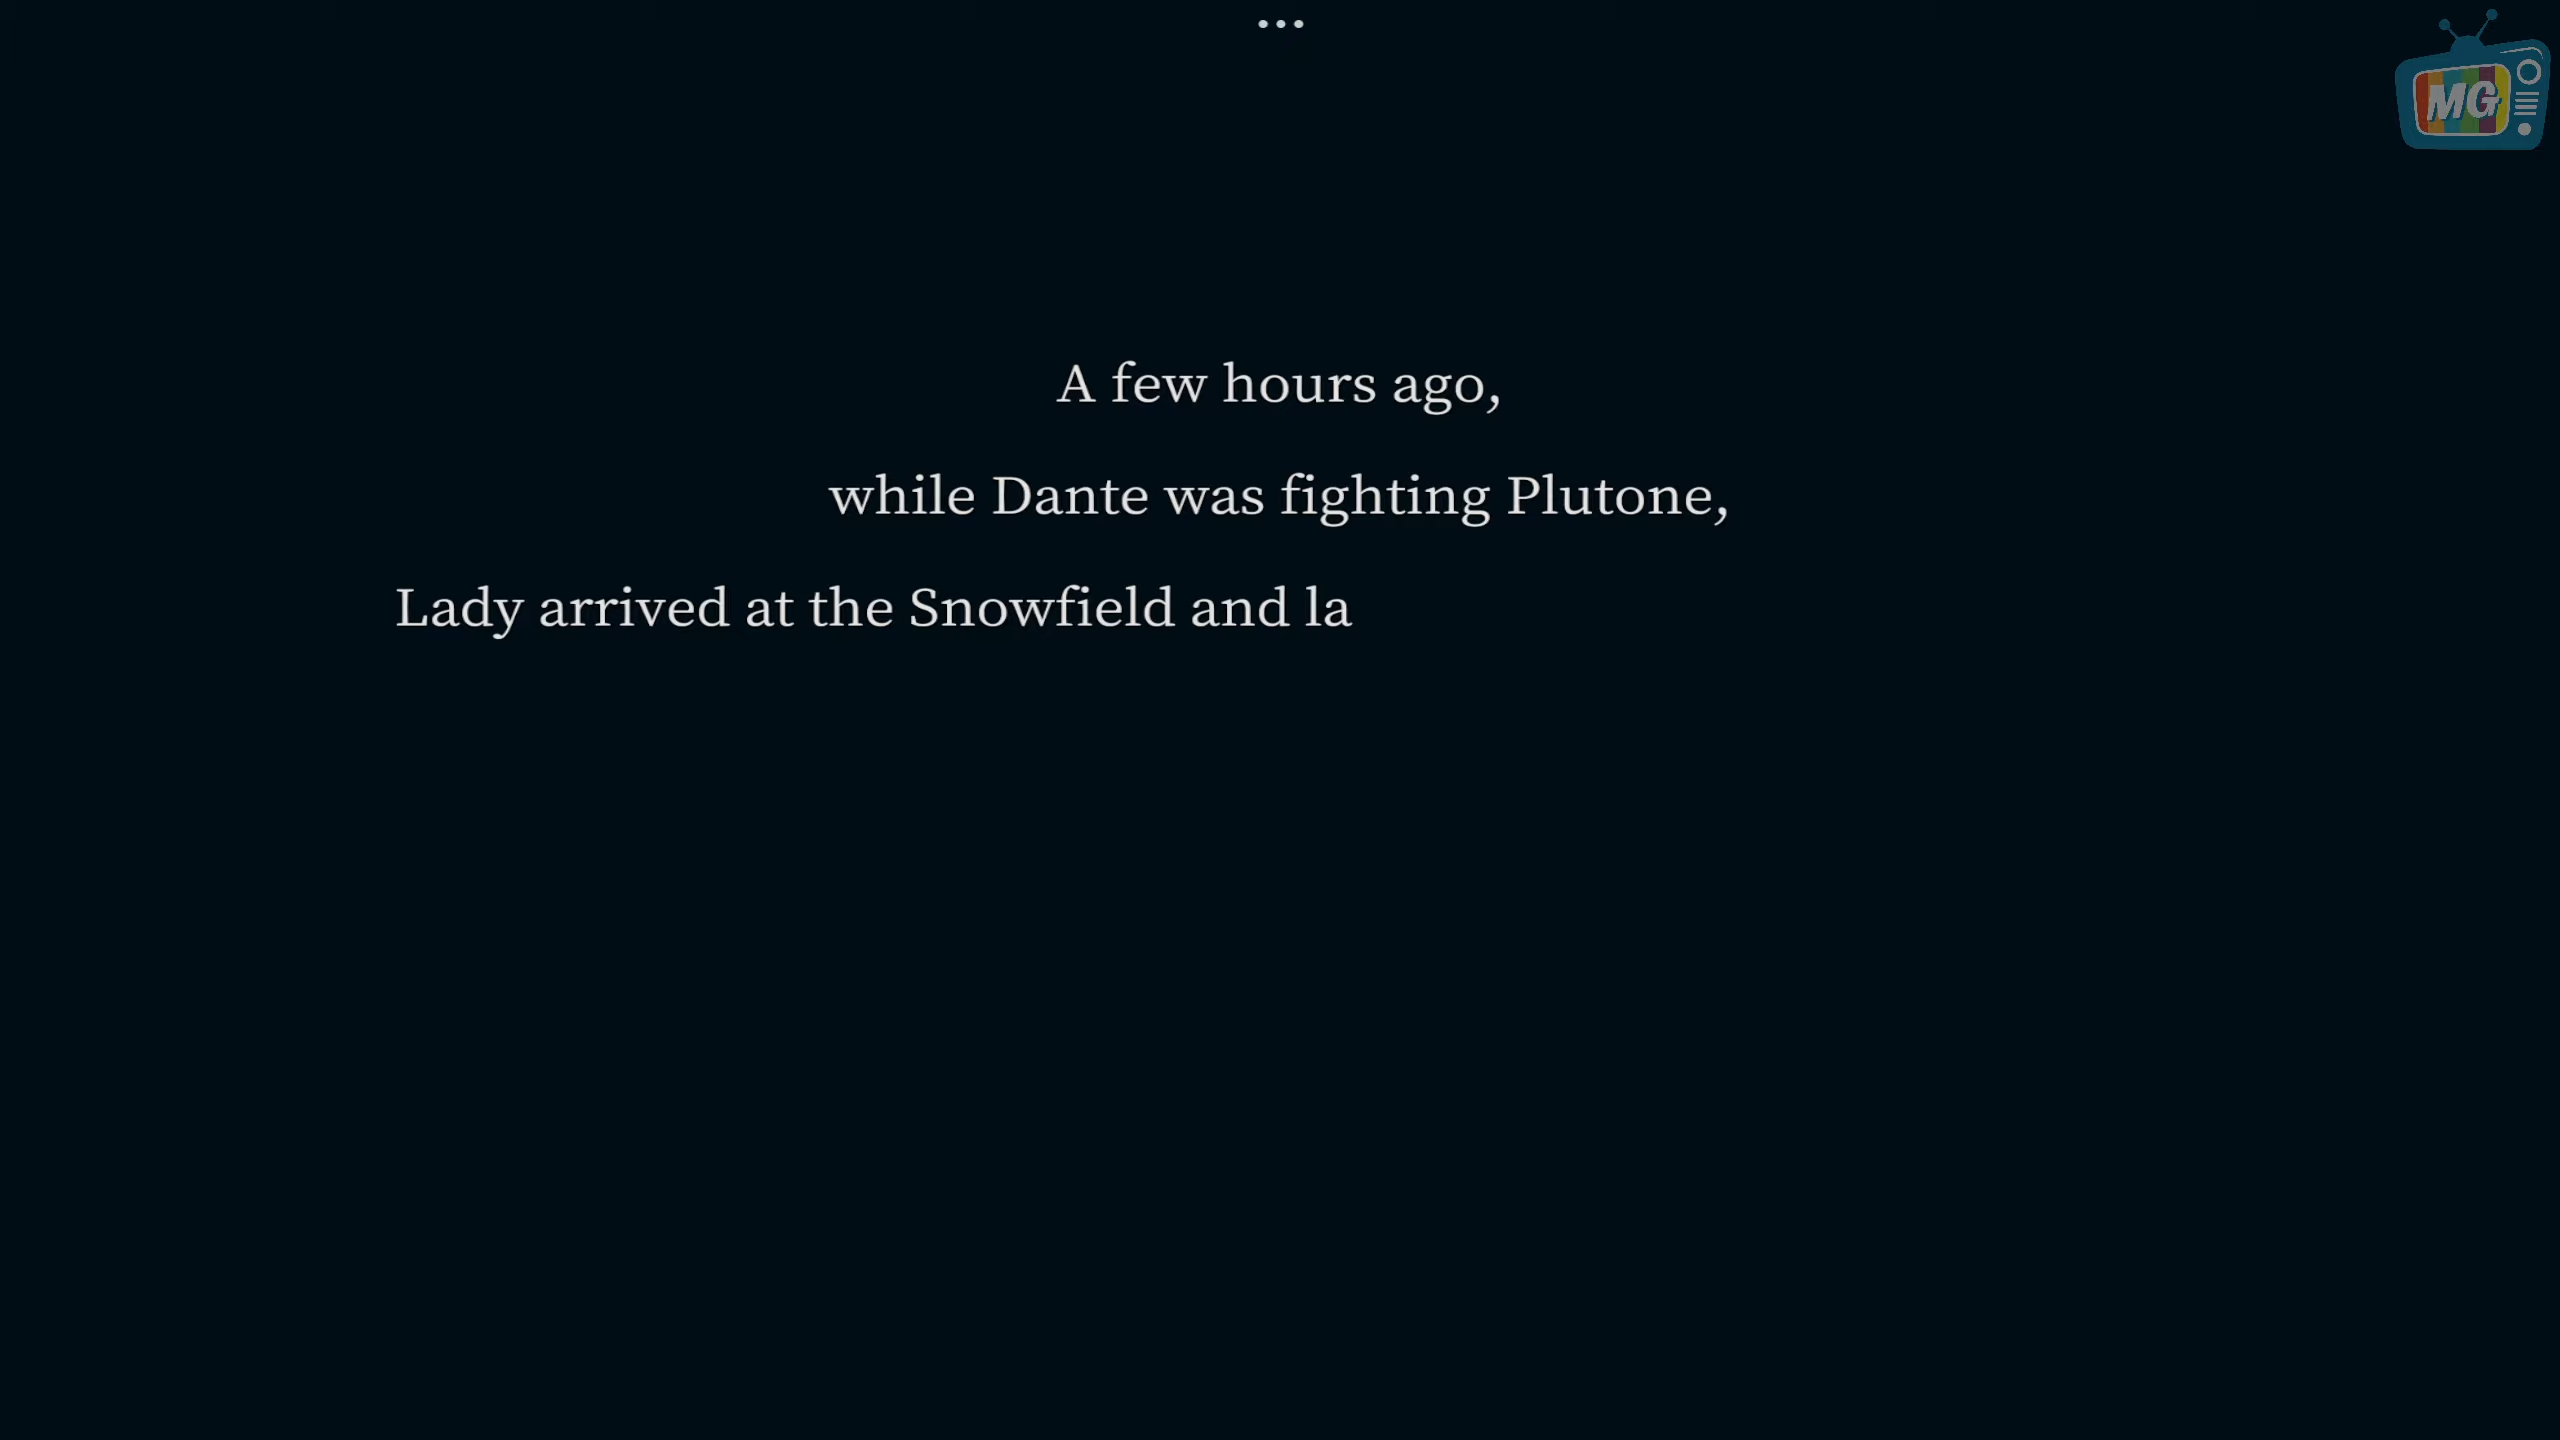 ...
MG
A few hours ago,
while Dante was fighting Plutone,
Lady arrived at the Snowfield and la